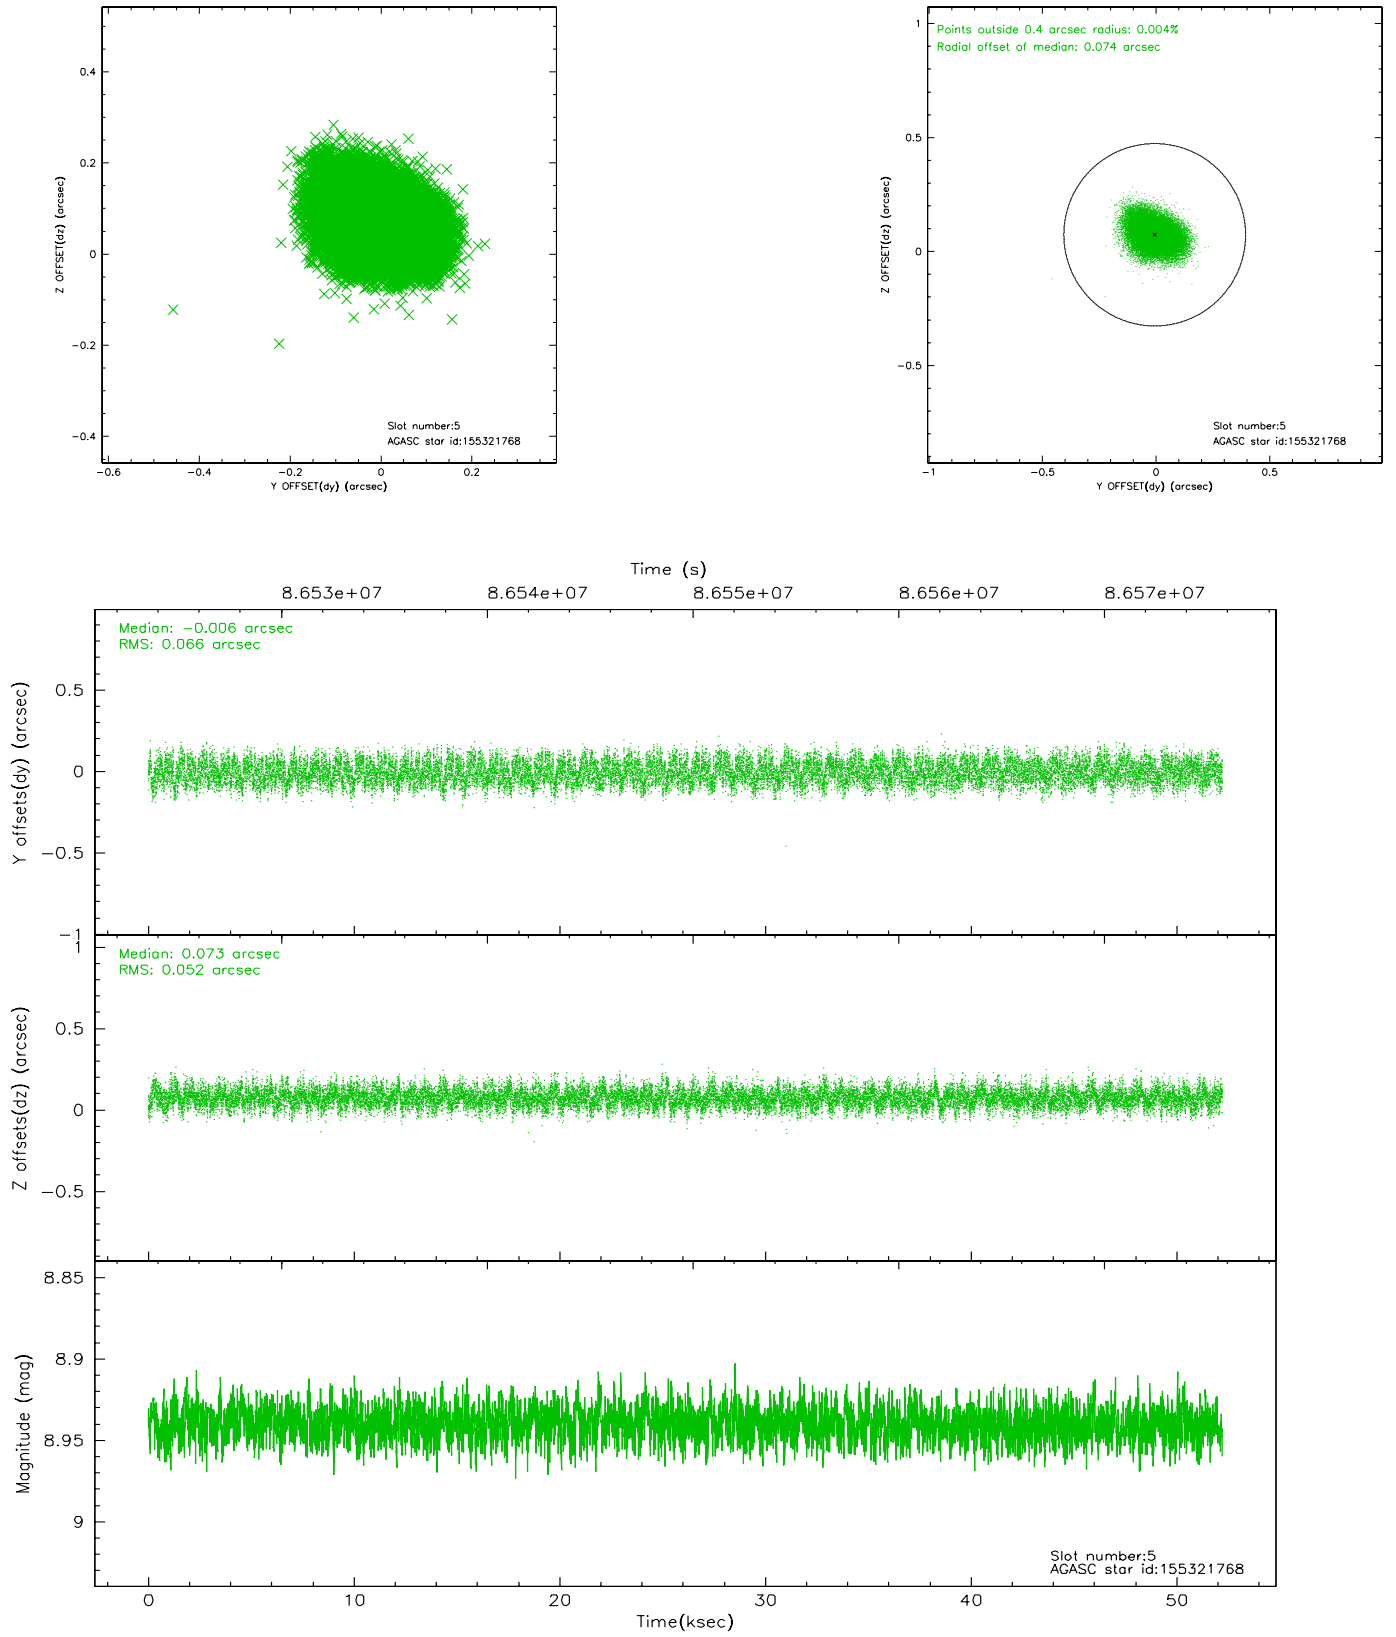 0.4
0.2
0
−0.2
−0.4
Z OFFSET(dz) (arcsec)
Slot number:5
AGASC star id:155321768
−0.6
−0.4
−0.2
0
0.2
Y OFFSET(dy) (arcsec)
Points outside 0.4 arcsec radius: 0.004%
Radial offset of median: 0.074 arcsec
1
0.5
0
−0.5
Z OFFSET(dz) (arcsec)
Slot number:5
AGASC star id:155321768
−1
−0.5
0
0.5
Y OFFSET(dy) (arcsec)
Time (s)
8.653e+07
8.654e+07
8.655e+07
8.656e+07
8.657e+07
Median: −0.006 arcsec
RMS: 0.066 arcsec
0.5
0
−0.5
−1
Y offsets(dy) (arcsec)
Median: 0.073 arcsec
RMS: 0.052 arcsec
1
0.5
0
−0.5
Z offsets(dz) (arcsec)
8.85
8.9
8.95
9
Magnitude (mag)
Slot number:5
AGASC star id:155321768
0
10
20
30
40
50
Time(ksec)